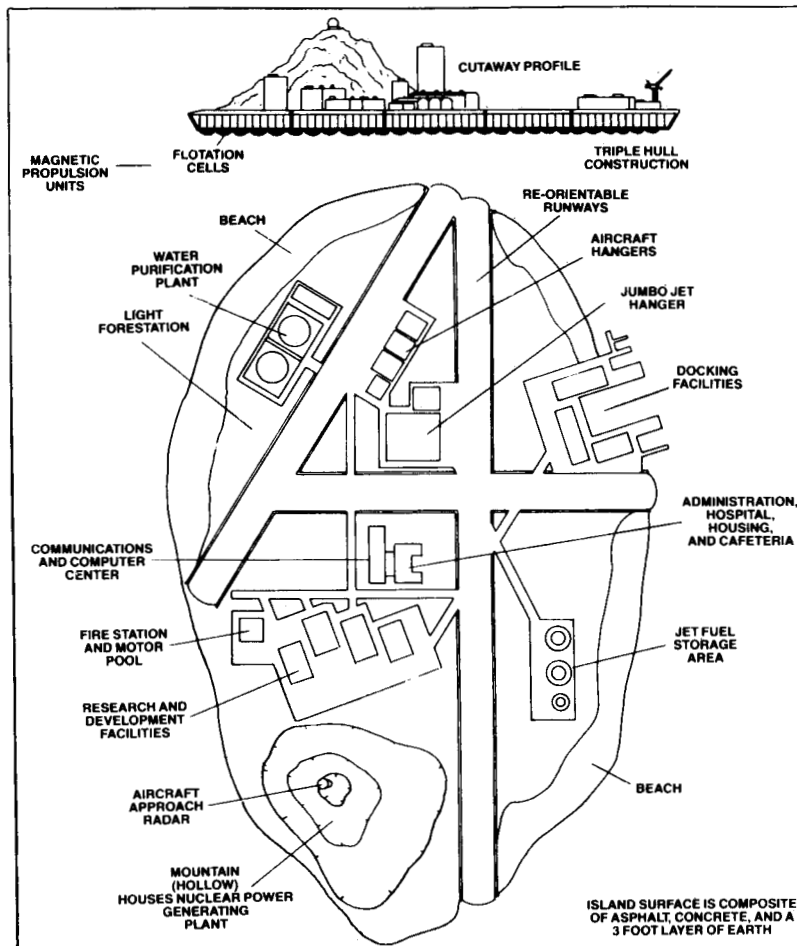 CUTAWAY PROFILE
MAGNETIC
PROPULSION
UNITS
FLOTATION
CELLS
TRIPLE HULL
CONSTRUCTION
BEACH
RE-ORIENTABLE
RUNWAYS
WATER
PURIFICATION
PLANT
AIRCRAFT
HANGERS
LIGHT
FORESTATION
JUMBO JET
HANGER
DOCKING
FACILITIES
COMMUNICATIONS
AND COMPUTER
CENTER
ADMINISTRATION,
HOSPITAL,
HOUSING,
AND CAFETERIA
FIRE STATION
AND MOTOR
POOL
JET FUEL
STORAGE
AREA
RESEARCH AND
DEVELOPMENT
FACILITIES
AIRCRAFT
APPROACH
RADAR
BEACH
MOUNTAIN
(HOLLOW)
HOUSES NUCLEAR POWER
GENERATING
PLANT
ISLAND SURFACE IS COMPOSITE
OF ASPHALT, CONCRETE, AND A
3 FOOT LAYER OF EARTH